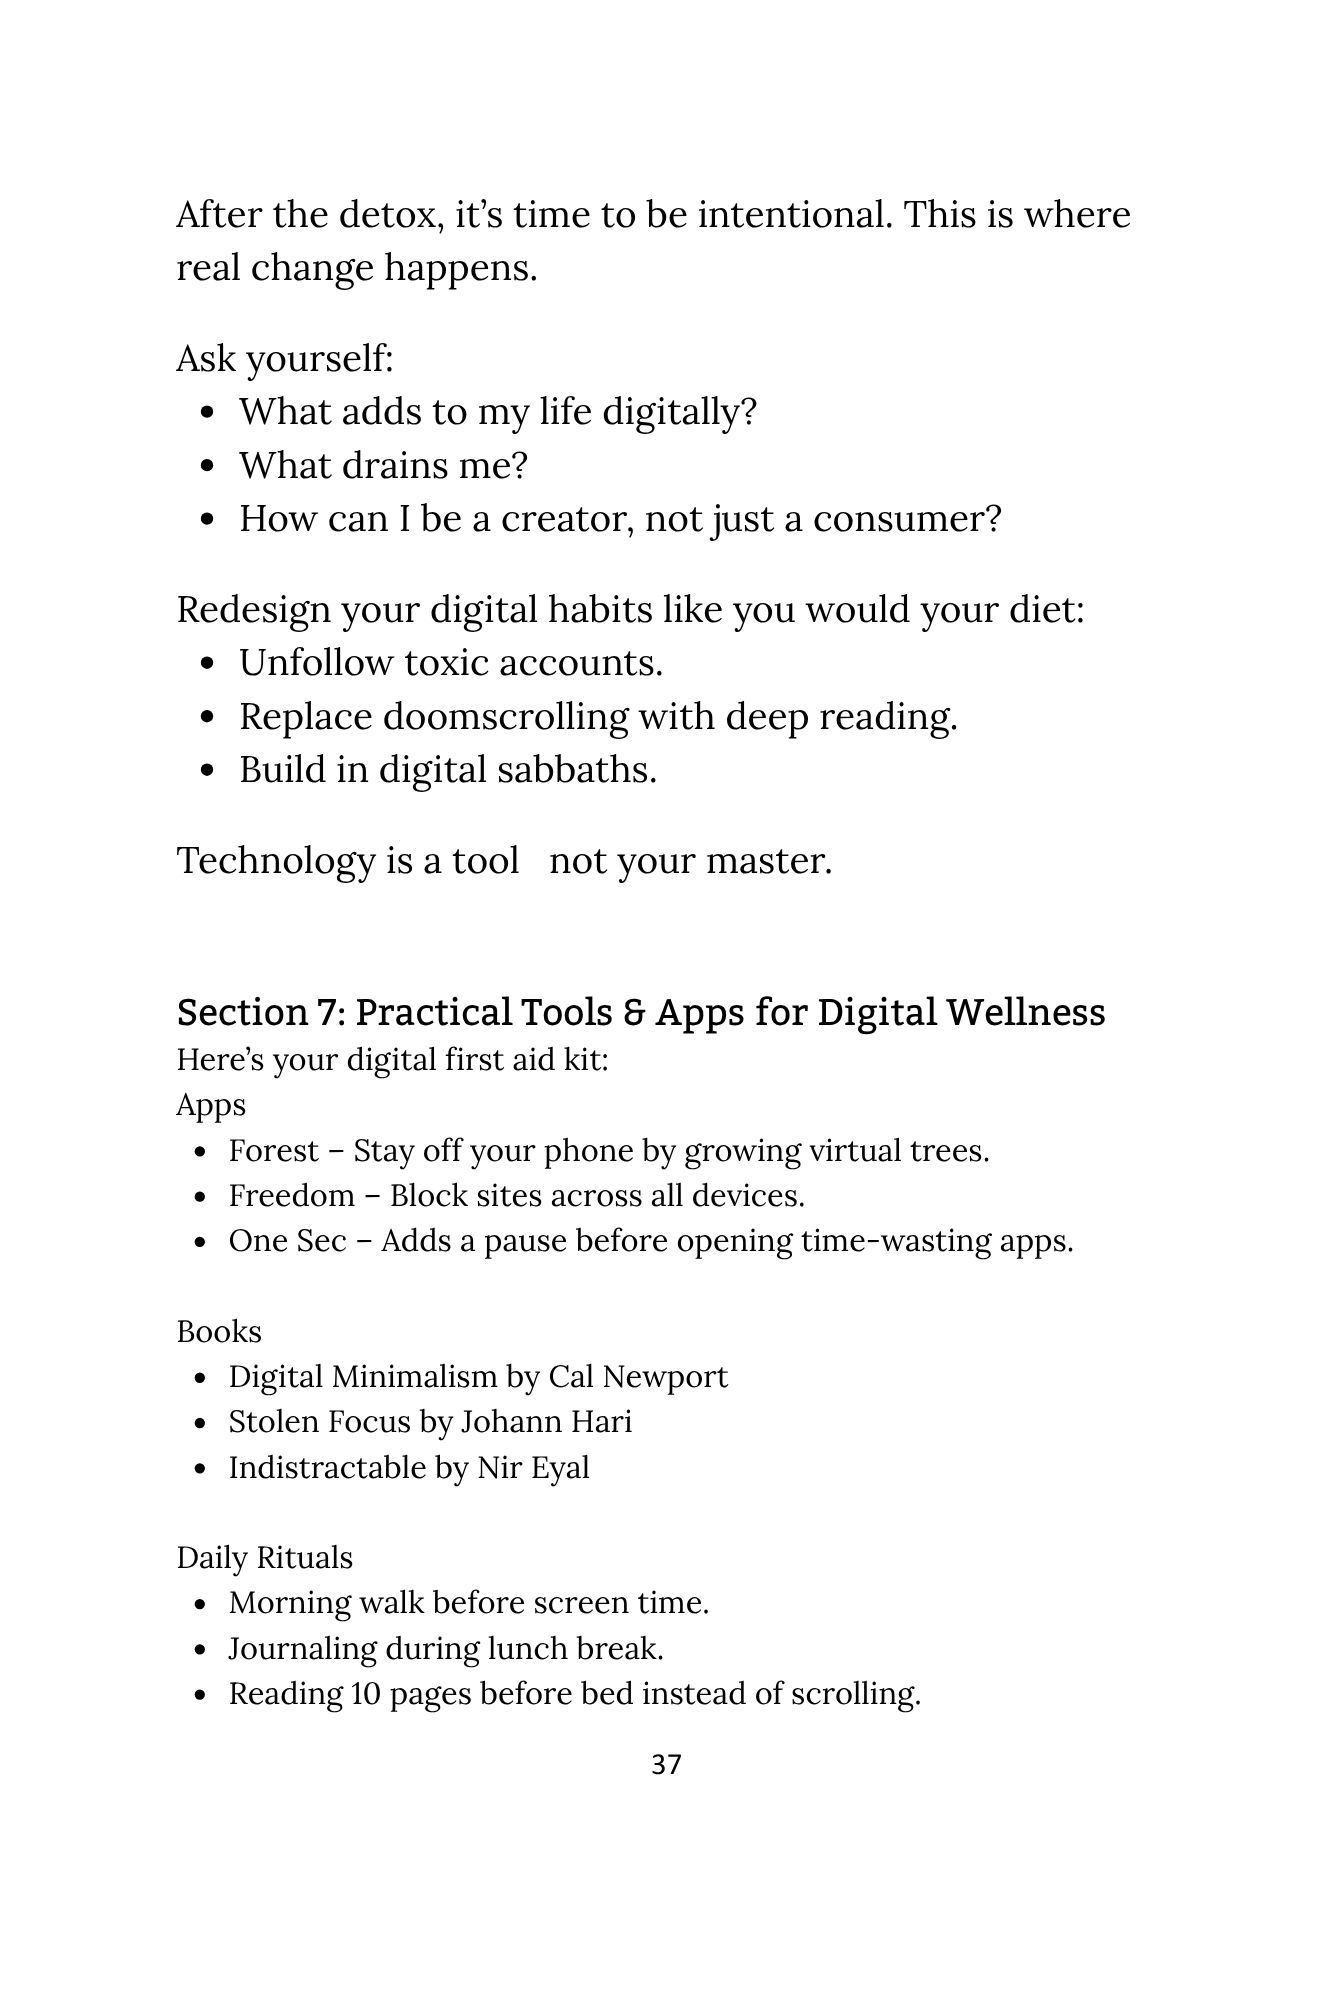 After the detox, it’s time to be intentional. This is where
real change happens.
Ask yourself:
• What adds to my life digitally?
• What drains me?
• How can I be a creator, not just a consumer?
Redesign your digital habits like you would your diet:
• Unfollow toxic accounts.
• Replace doomscrolling with deep reading.
• Build in digital sabbaths.
Technology is a tool   not your master.
Section 7: Practical Tools & Apps for Digital Wellness
Here’s your digital first aid kit:
Apps
• Forest – Stay off your phone by growing virtual trees.
• Freedom – Block sites across all devices.
• One Sec – Adds a pause before opening time-wasting apps.
Books
• Digital Minimalism by Cal Newport
• Stolen Focus by Johann Hari
• Indistractable by Nir Eyal
Daily Rituals
• Morning walk before screen time.
• Journaling during lunch break.
• Reading 10 pages before bed instead of scrolling.
37